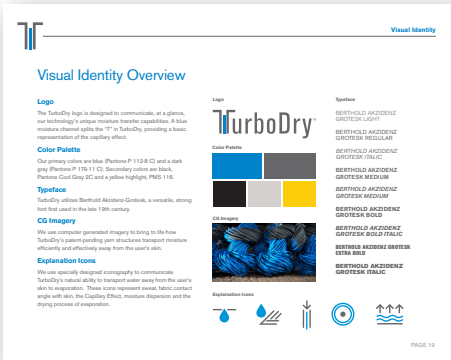 Visual Identity
Visual Identity Overview
Logo
The TurboDry logo is designed to communicate, at a glance,
our technology's unique moisture transfer capabilities. A blue
moisture channel splits the "T" in TurboDry, providing a basic
representation of the capillary effect.
Color Palette
Our primary colors are blue (Pantone P 112-8 C) and a dark
gray (Pantone P 179-11 C). Secondary colors are black,
Pantone Cool Gray 2C and a yellow highlight, PMS 116.
Typeface
TurboDry utilizes Berthold Akzidenz-Grotesk, a versatile, strong
font first used in the late 19th century.
CG Imagery
We use computer generated imagery to bring to life how
TurboDry's patent-pending yarn structures transport moisture
efficiently and effectively away from the user's skin.
Explanation Icons
We use specially designed iconography to communicate
TurboDry's natural ability to transport water away from the user's
skin to evaporation. These icons represent sweat, fabric contact
angle with skin, the Capillary Effect, moisture dispersion and the
drying process of evaporation.
Logo
TurboDry
Color Palette
CG Imagery
Explaination Icons
Typeface
BERTHOLD AKZIDENZ
GROTESK LIGHT
BERTHOLD AKZIDENZ
GROTESK REGULAR
BERTHOLD AKZIDENZ
GROTESK ITALIC
BERTHOLD AKZIDENZ
GROTESK MEDIUM
BERTHOLD AKZIDENZ
GROTESK MEDIUM
BERTHOLD AKZIDENZ
GROTESK BOLD
BERTHOLD AKZIDENZ
GROTESK BOLD ITALIC
BERTHOLD AKZIDENZ GROTESK
EXTRA BOLD
BERTHOLD AKZIDENZ
GROTESK ITALIC
PAGE 19